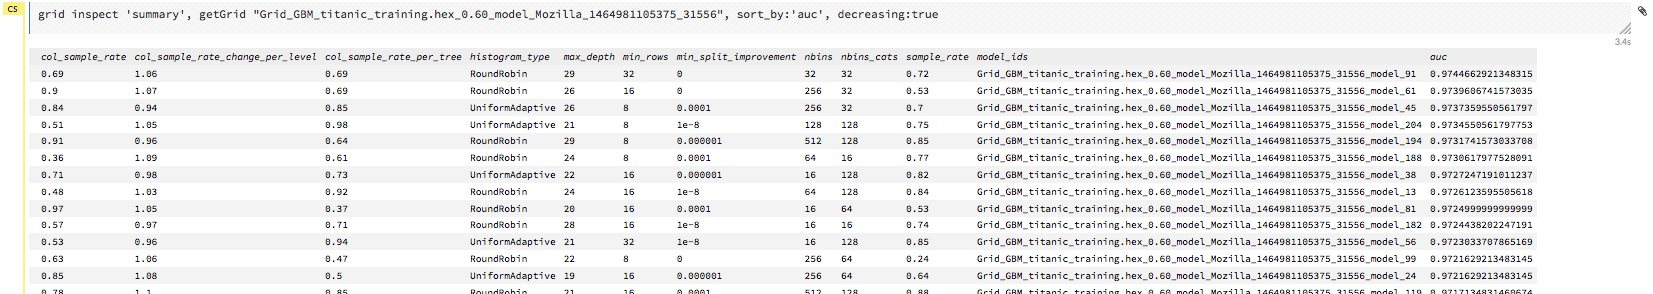 CS
grid inspect 'summary', getGrid "Grid_GBM_titanic_training.hex_0.60_model_Mozilla_1464981105375_31556", sort_by:'auc', decreasing:true
3.4s
col_sample_rate col_sample_rate_change_per_level col_sample_rate_per_tree histogram_type max_depth min_rows min_split_improvement nbins nbins_cats sample_rate model_ids auc
0.69 1.06 0.69 RoundRobin 29 32 0 32 32 0.72 Grid_GBM_titanic_training.hex_0.60_model_Mozilla_1464981105375_31556_model_91 0.9744662921348315
0.9 1.07 0.69 RoundRobin 26 16 0 256 32 0.53 Grid_GBM_titanic_training.hex_0.60_model_Mozilla_1464981105375_31556_model_61 0.9739606741573035
0.84 0.94 0.85 UniformAdaptive 26 8 0.0001 256 32 0.7 Grid_GBM_titanic_training.hex_0.60_model_Mozilla_1464981105375_31556_model_45 0.9737359550561797
0.51 1.05 0.98 UniformAdaptive 21 8 1e-8 128 128 0.75 Grid_GBM_titanic_training.hex_0.60_model_Mozilla_1464981105375_31556_model_204 0.9734550561797753
0.91 0.96 0.64 RoundRobin 29 8 0.000001 512 128 0.85 Grid_GBM_titanic_training.hex_0.60_model_Mozilla_1464981105375_31556_model_194 0.9731741573033708
0.36 1.09 0.61 RoundRobin 24 8 0.0001 64 16 0.77 Grid_GBM_titanic_training.hex_0.60_model_Mozilla_1464981105375_31556_model_188 0.9730617977528091
0.71 0.98 0.73 UniformAdaptive 22 16 0.000001 16 128 0.82 Grid_GBM_titanic_training.hex_0.60_model_Mozilla_1464981105375_31556_model_38 0.9727247191011237
0.48 1.03 0.92 RoundRobin 24 16 1e-8 64 128 0.84 Grid_GBM_titanic_training.hex_0.60_model_Mozilla_1464981105375_31556_model_13 0.9726123595505618
0.97 1.05 0.37 RoundRobin 20 16 0.0001 16 64 0.53 Grid_GBM_titanic_training.hex_0.60_model_Mozilla_1464981105375_31556_model_81 0.9724999999999999
0.57 0.97 0.71 RoundRobin 28 16 1e-8 16 16 0.74 Grid_GBM_titanic_training.hex_0.60_model_Mozilla_1464981105375_31556_model_182 0.9724438202247191
0.53 0.96 0.94 UniformAdaptive 21 32 1e-8 16 128 0.85 Grid_GBM_titanic_training.hex_0.60_model_Mozilla_1464981105375_31556_model_56 0.9723033707865169
0.63 1.06 0.47 RoundRobin 22 8 0 256 64 0.24 Grid_GBM_titanic_training.hex_0.60_model_Mozilla_1464981105375_31556_model_99 0.9721629213483145
0.85 1.08 0.5 UniformAdaptive 19 16 0.000001 256 64 0.64 Grid_GBM_titanic_training.hex_0.60_model_Mozilla_1464981105375_31556_model_24 0.9721629213483145
0.78 1.1 0.85 RoundRobin 21 16 0.0001 512 128 0.88 Grid_GBM_titanic_training.hex_0.60_model_Mozilla_1464981105375_31556_model_119 0.9717134831460674